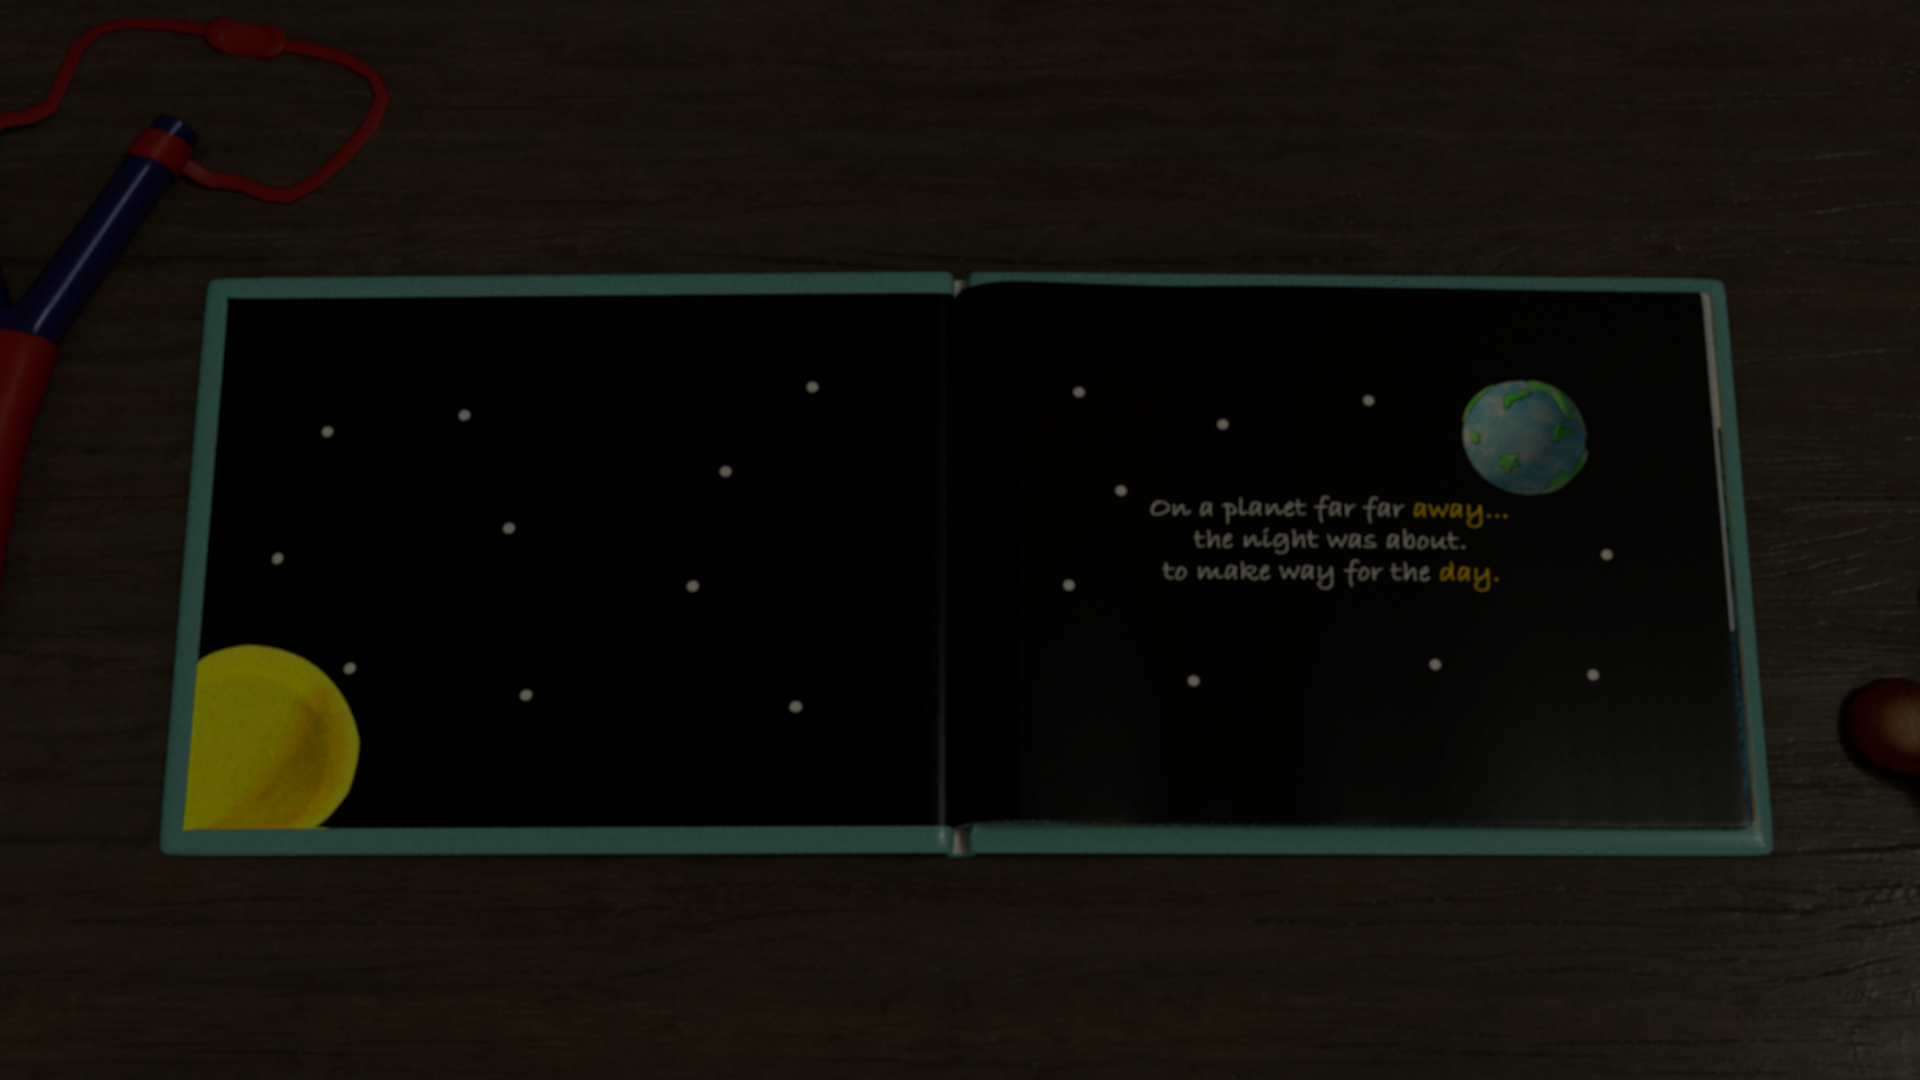 On a planet far far away...
the night was about.
to make way for the day.